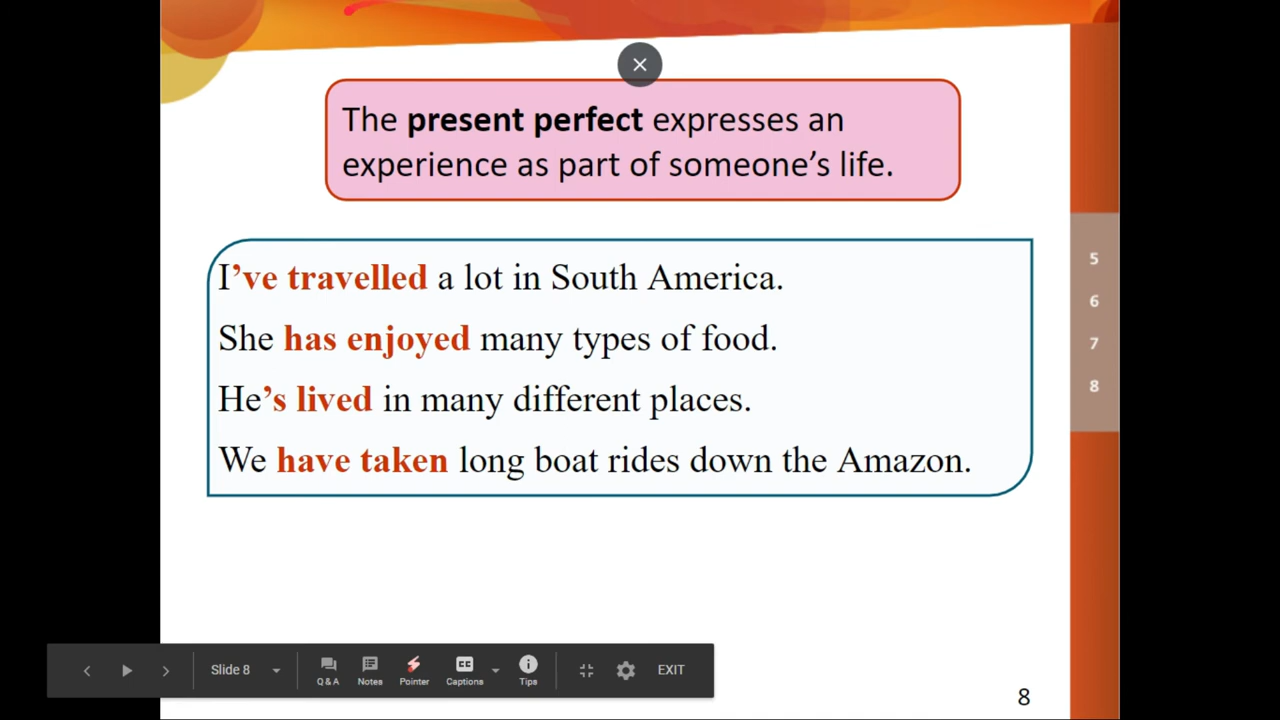 The present perfect expresses an
experience as part of someone’s life.
I’ve travelled a lot in South America.
She has enjoyed many types of food.
He’s lived in many different places.
We have taken long boat rides down the Amazon.
5
6
7
8
Slide 8
Q&A
Notes
Pointer
CC
Captions
Tips
EXIT
8